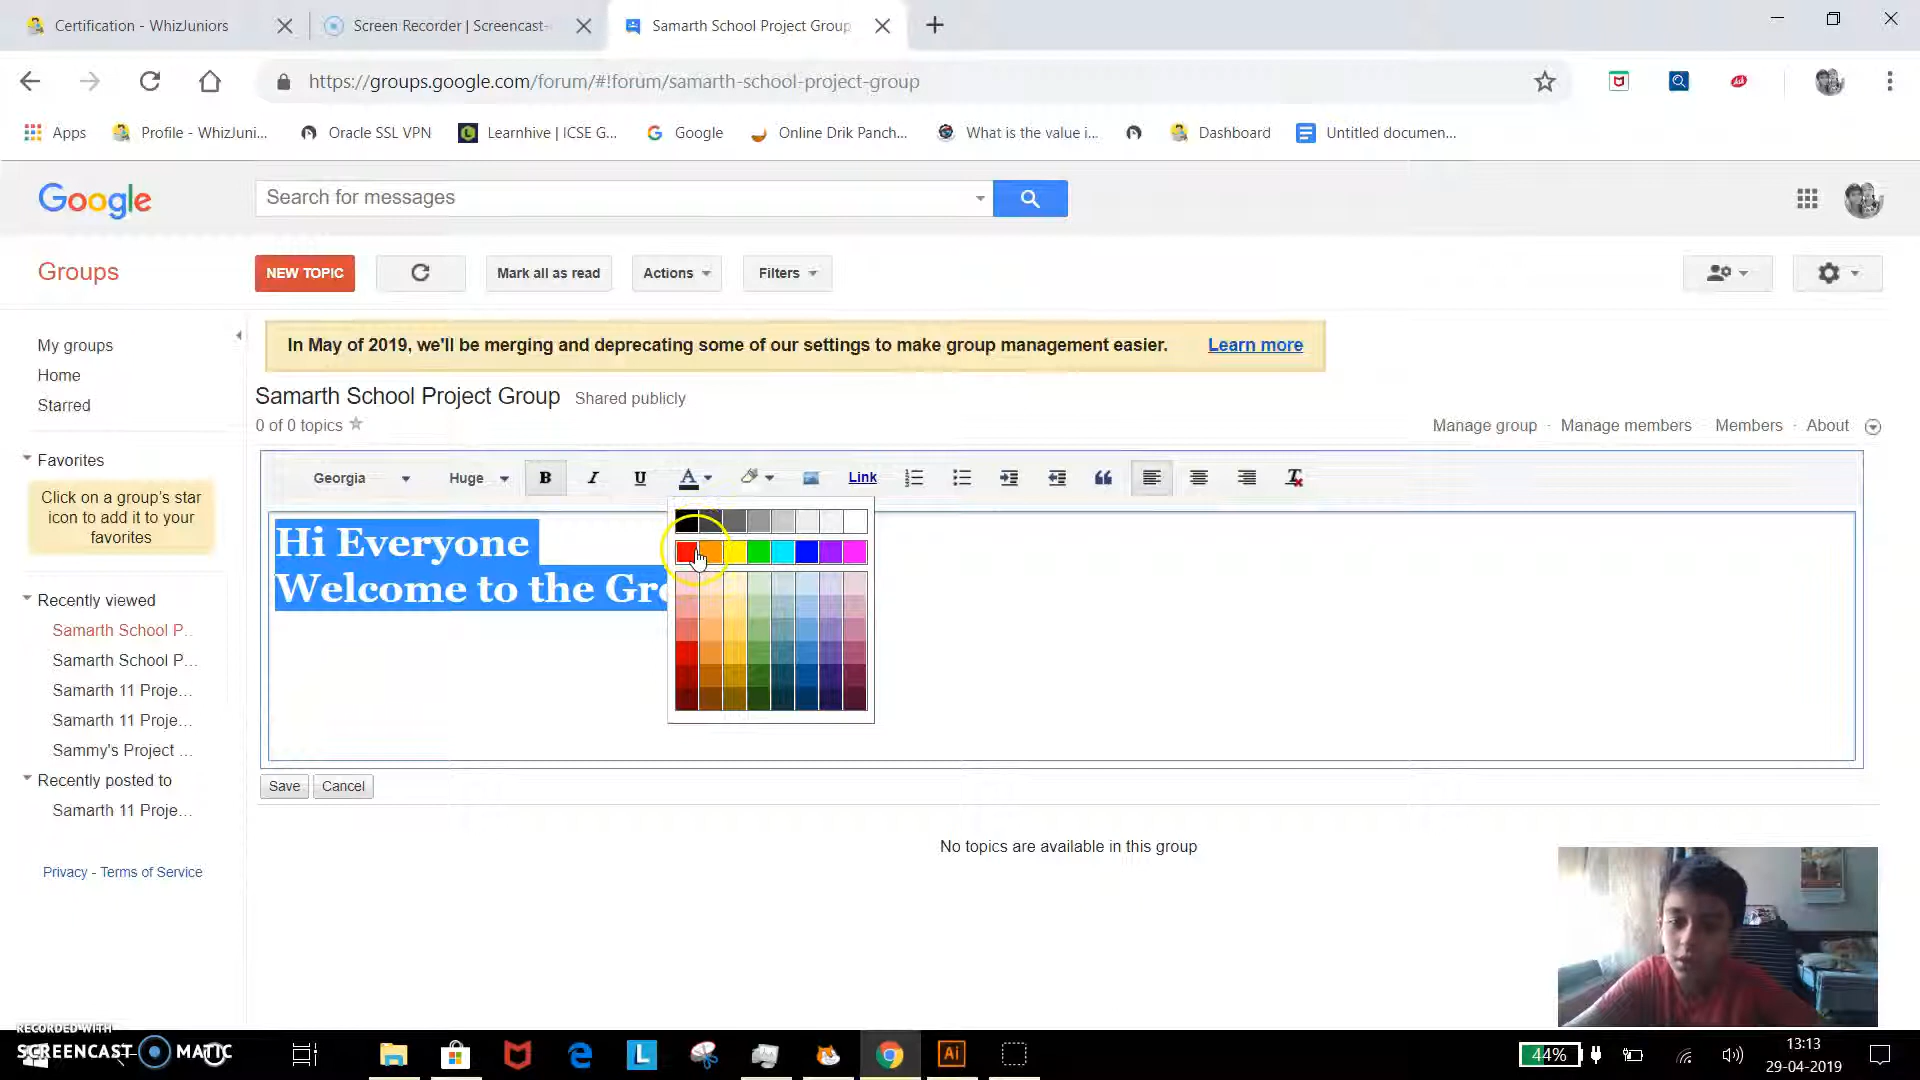 Certification - WhizJuniors
Screen Recorder | Screencast-
Samarth School Project Group
https://groups.google.com/forum/#!forum/samarth-school-project-group
Apps
Profile - WhizJuni...
Oracle SSL VPN
Learnhive | ICSE G...
Google
Online Drik Panch...
What is the value i...
Dashboard
Untitled documen...
Google
Search for messages
Groups
NEW TOPIC
Mark all as read
Actions
Filters
My groups
Home
Starred
In May of 2019, we'll be merging and deprecating some of our settings to make group management easier. Learn more
Samarth School Project Group Shared publicly
0 of 0 topics
Manage group · Manage members · Members · About
Favorites
Click on a group's star
icon to add it to your
favorites
Georgia
Huge
B
I
U
A
Link
Hi Everyone
Welcome to the Gro
Recently viewed
Samarth School P...
Samarth School P...
Samarth 11 Proje...
Samarth 11 Proje...
Sammy's Project ...
Recently posted to
Samarth 11 Proje...
Save
Cancel
No topics are available in this group
Privacy - Terms of Service
RECORDED WITH
SCREENCAST MATIC
L
Ai
44%
13:13
29-04-2019